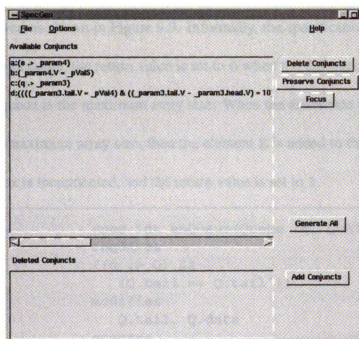 SpecGen
File Options Help
Available Conjuncts
a:(s .> _param4)
b:(_param4.V = _pVal5)
c:(q .> _param3)
d:((((_param3.tail.V = _pVal4) & ((_param3.tail.V - _param3.head.V) = 10
Delete Conjuncts
Preserve Conjuncts
Focus
Generate All
Deleted Conjuncts
Add Conjuncts